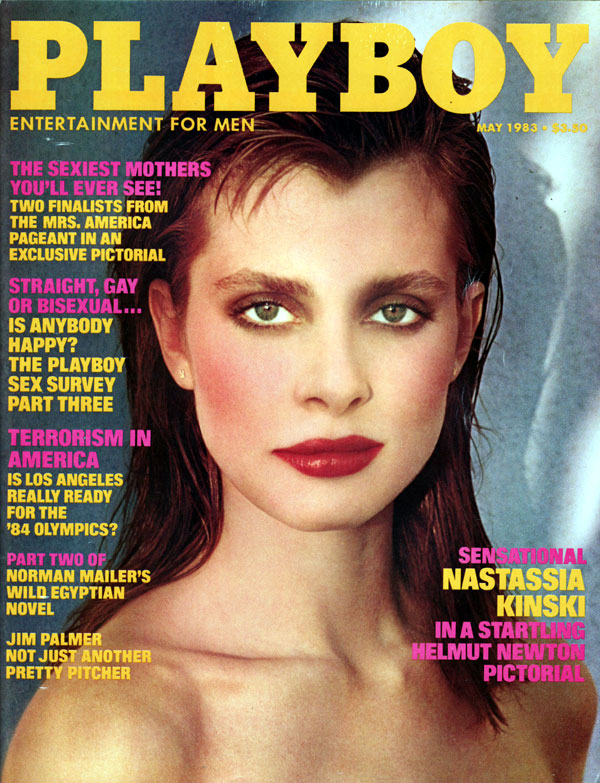 PLAYBOY
ENTERTAINMENT FOR MEN
MAY 1983 • $3.50
THE SEXIEST MOTHERS
YOU'LL EVER SEE!
TWO FINALISTS FROM
THE MRS. AMERICA
PAGEANT IN AN
EXCLUSIVE PICTORIAL
STRAIGHT, GAY
OR BISEXUAL...
IS ANYBODY
HAPPY?
THE PLAYBOY
SEX SURVEY
PART THREE
TERRORISM IN
AMERICA
IS LOS ANGELES
REALLY READY
FOR THE
'84 OLYMPICS?
PART TWO OF
NORMAN MAILER'S
WILD EGYPTIAN
NOVEL
JIM PALMER
NOT JUST ANOTHER
PRETTY PITCHER
SENSATIONAL
NASTASSIA
KINSKI
IN A STARTLING
HELMUT NEWTON
PICTORIAL